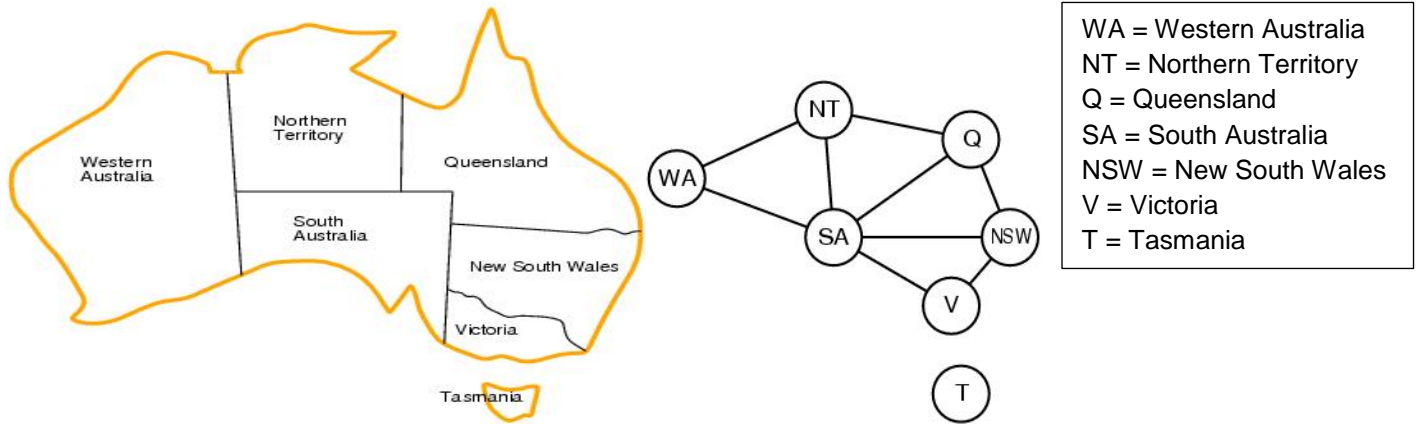 Northern
Territory
Western
Australia
Queensland
South
Australia
New South Wales
Victoria
Tasmania
NT
Q
WA
SA
NSW
V
T
WA = Western Australia
NT = Northern Territory
Q = Queensland
SA = South Australia
NSW = New South Wales
V = Victoria
T = Tasmania